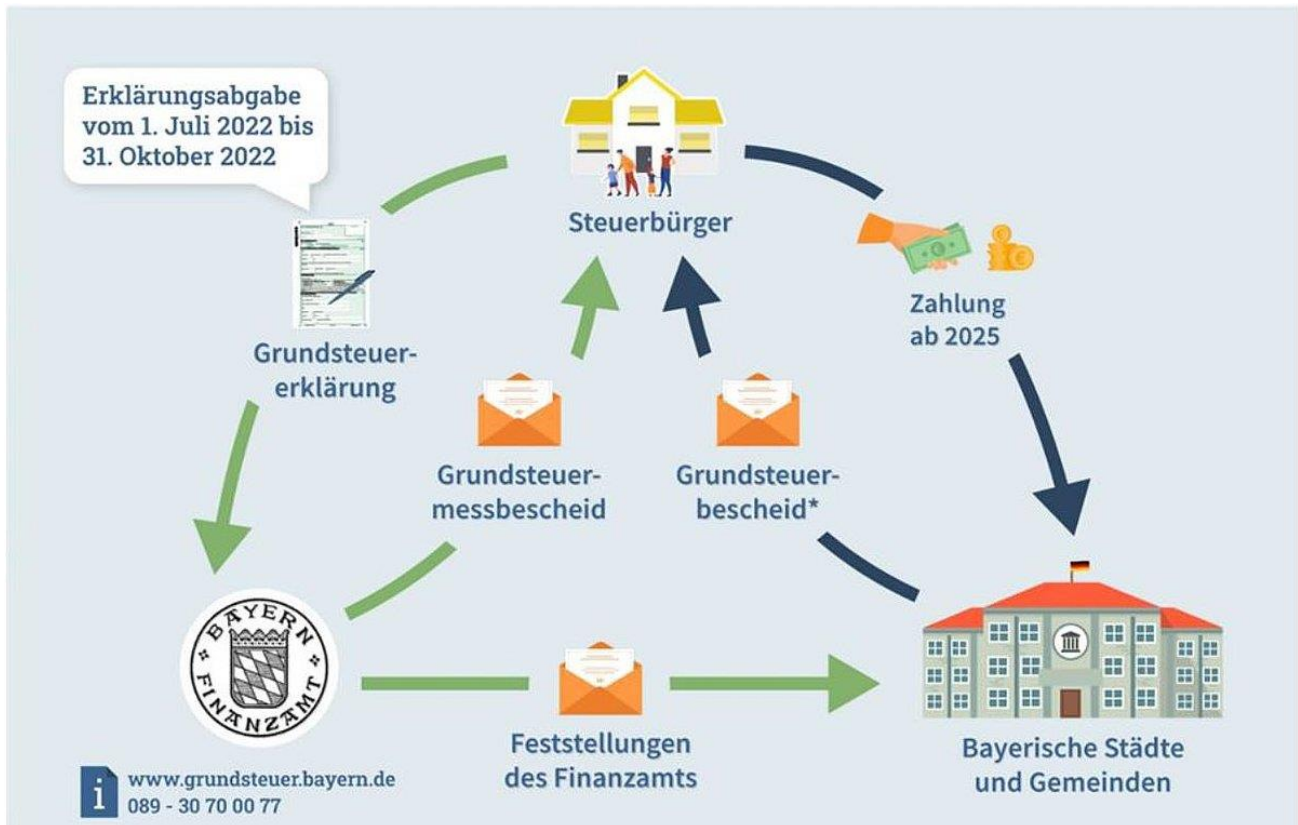 Erklärungsabgabe
vom 1. Juli 2022 bis
31. Oktober 2022
Steuerbürger
Zahlung
ab 2025
Grundsteuer-
erklärung
Grundsteuer-
messbescheid
Grundsteuer-
bescheid*
BAYERN
FINANZAMT
Feststellungen
des Finanzamts
Bayerische Städte
und Gemeinden
i
www.grundsteuer.bayern.de
089 - 30 70 00 77